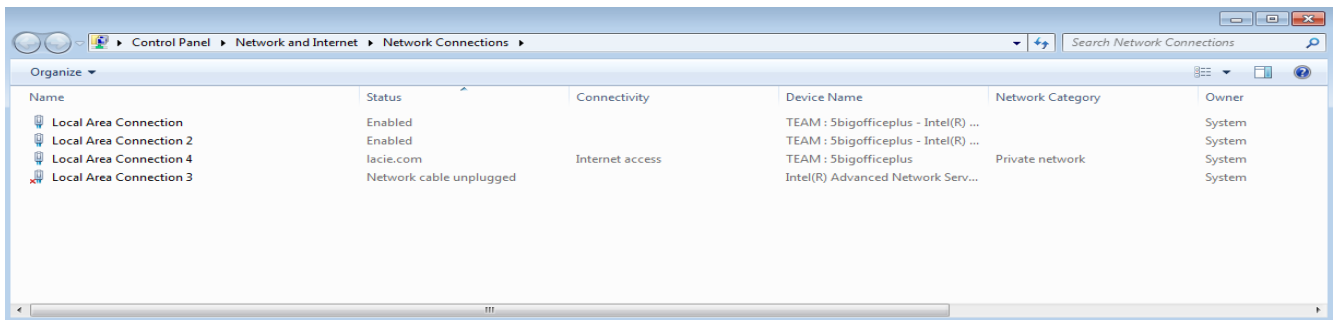 Control Panel ▸ Network and Internet ▸ Network Connections ▸ Search Network Connections
Organize
Name Status Connectivity Device Name Network Category Owner
Local Area Connection Enabled TEAM : 5bigofficeplus - Intel(R) ... System
Local Area Connection 2 Enabled TEAM : 5bigofficeplus - Intel(R) ... System
Local Area Connection 4 lacie.com Internet access TEAM : 5bigofficeplus Private network System
Local Area Connection 3 Network cable unplugged Intel(R) Advanced Network Serv... System